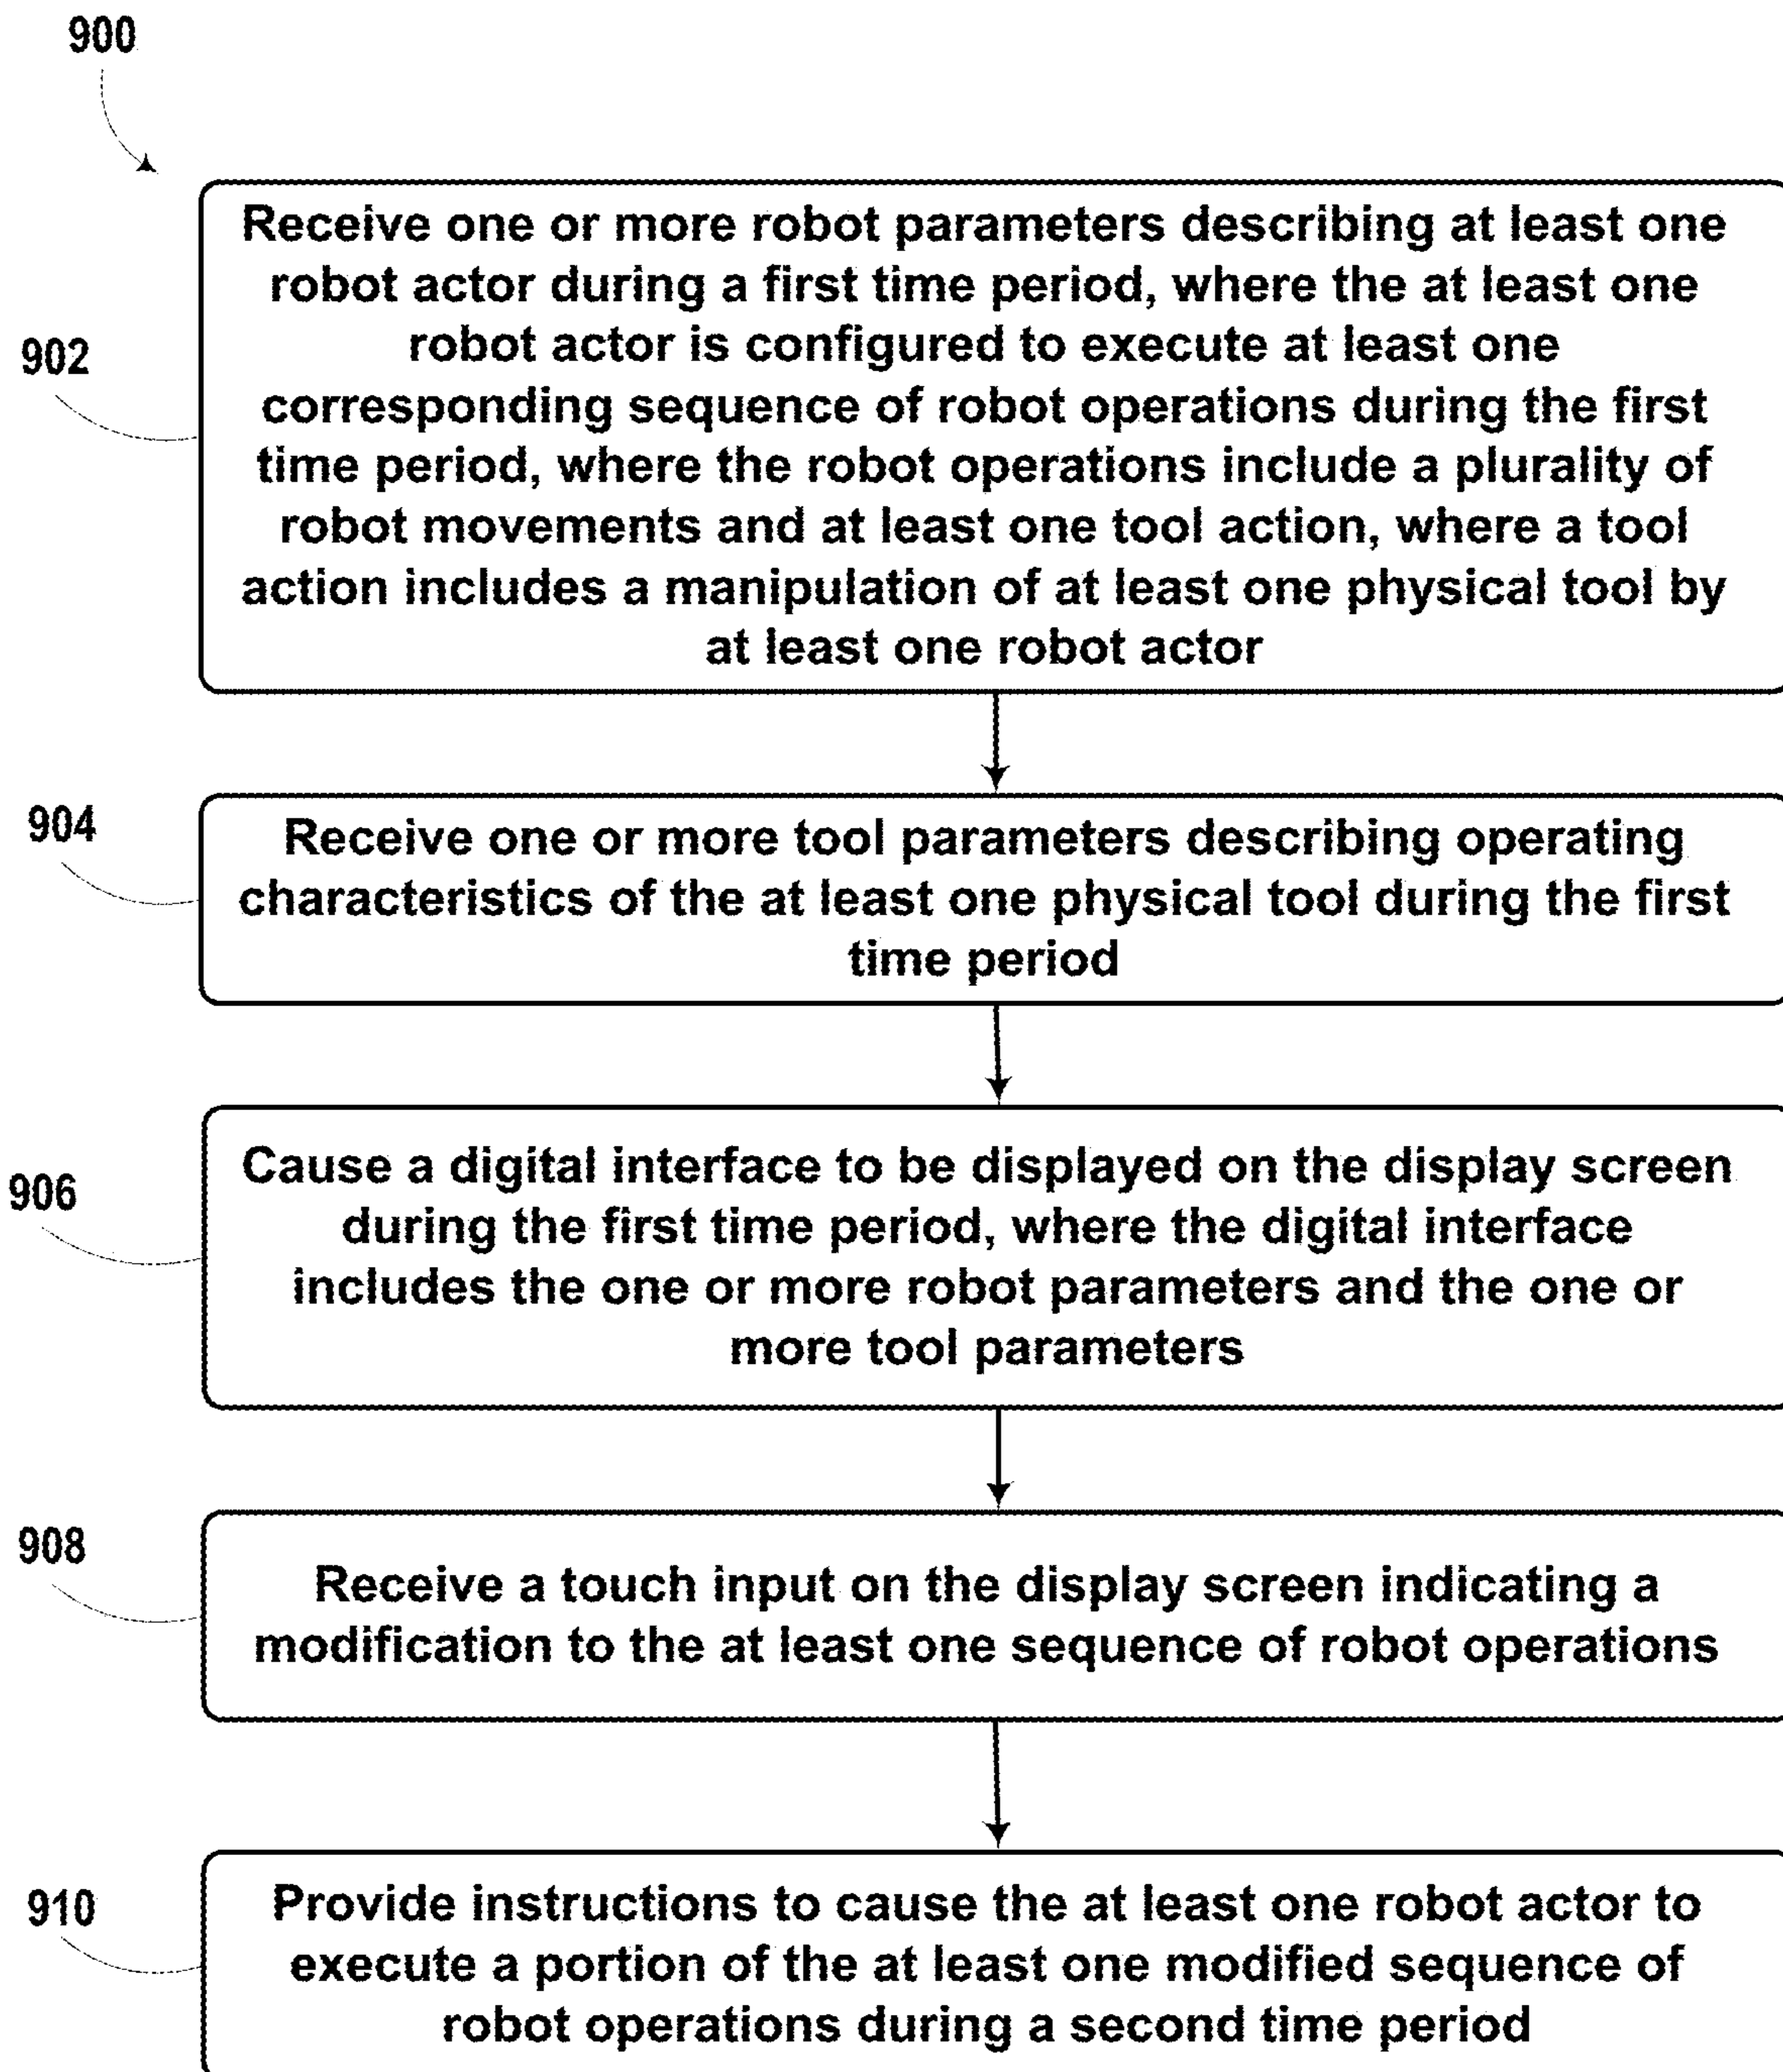 900
902
Receive one or more robot parameters describing at least one
robot actor during a first time period, where the at least one
robot actor is configured to execute at least one
corresponding sequence of robot operations during the first
time period, where the robot operations include a plurality of
robot movements and at least one tool action, where a tool
action includes a manipulation of at least one physical tool by
at least one robot actor
904
Receive one or more tool parameters describing operating
characteristics of the at least one physical tool during the first
time period
906
Cause a digital interface to be displayed on the display screen
during the first time period, where the digital interface
includes the one or more robot parameters and the one or
more tool parameters
908
Receive a touch input on the display screen indicating a
modification to the at least one sequence of robot operations
910
Provide instructions to cause the at least one robot actor to
execute a portion of the at least one modified sequence of
robot operations during a second time period